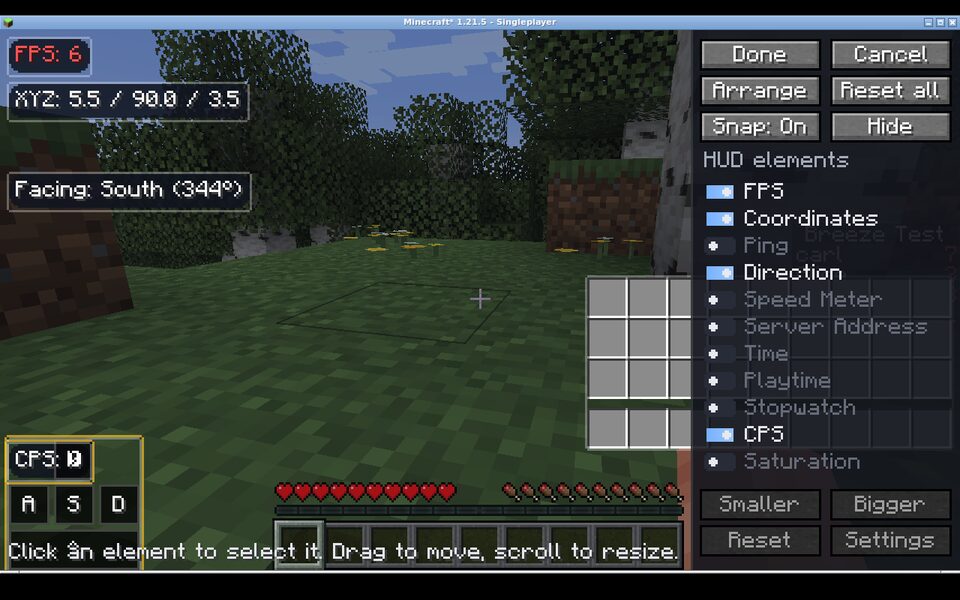 Minecraft* 1.21.5 - Singleplayer
FPS: 6
XYZ: 5.5 / 90.0 / 3.5
Facing: South (344°)
Done
Cancel
Arrange
Reset all
Snap: On
Hide
HUD elements
FPS
Coordinates
Ping
Breeze Test
carl
Direction
Speed Meter
Server Address
Time
Playtime
Stopwatch
CPS
Saturation
Smaller
Bigger
Reset
Settings
CPS: 0
A
S
D
Click an element to select it. Drag to move, scroll to resize.